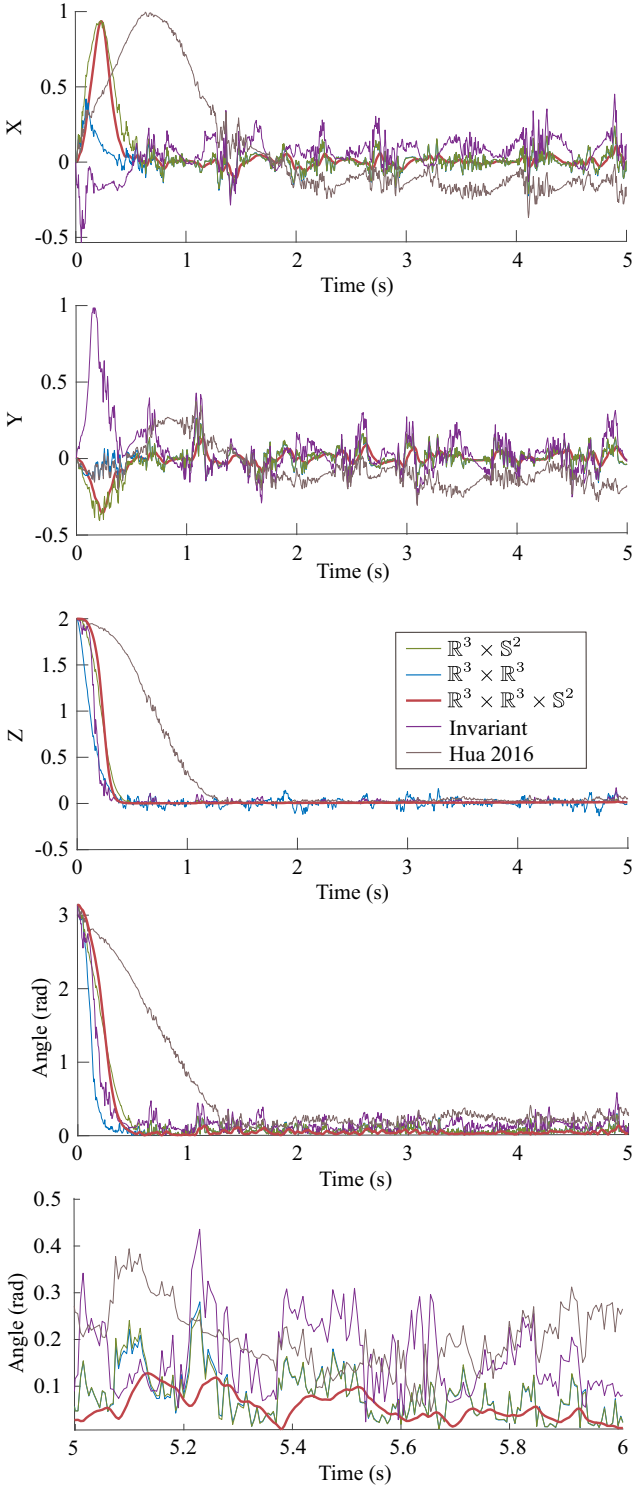 1
0.5
0
-0.5
X
0 1 2 3 4 5
Time (s)
1
0.5
0
-0.5
Y
0 1 2 3 4 5
Time (s)
2
1.5
1
0.5
0
-0.5
Z
ℝ³ × 𝕊²
ℝ³ × ℝ³
ℝ³ × ℝ³ × 𝕊²
Invariant
Hua 2016
0 1 2 3 4 5
Time (s)
3
2
1
0
Angle (rad)
0 1 2 3 4 5
Time (s)
0.5
0.4
0.3
0.2
0.1
Angle (rad)
5 5.2 5.4 5.6 5.8 6
Time (s)